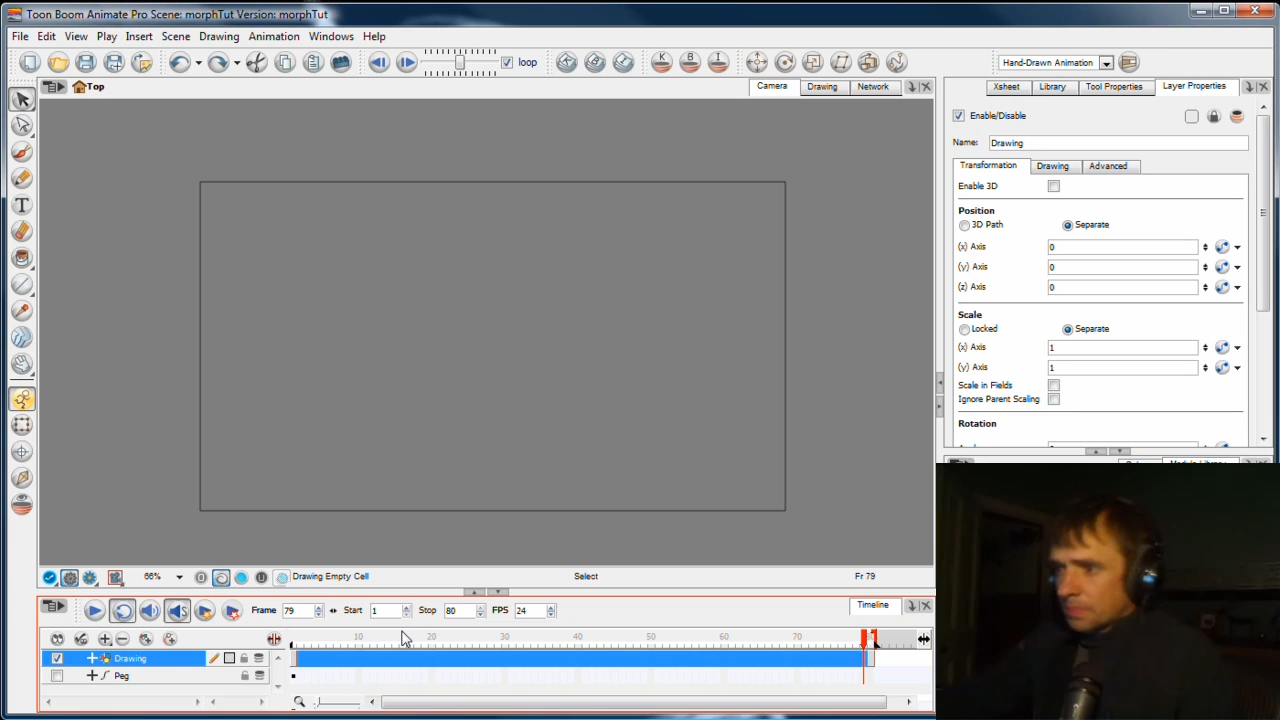 Toon Boom Animate Pro Scene: morphTut Version: morphTut
File Edit View Play Insert Scene Drawing Animation Windows Help
loop
K B I
Hand-Drawn Animation
Top
Camera Drawing Network
Xsheet Library Tool Properties Layer Properties
Enable/Disable
Name: Drawing
Transformation Drawing Advanced
Enable 3D
Position
3D Path Separate
(x) Axis 0
(y) Axis 0
(z) Axis 0
Scale
Locked Separate
(x) Axis 1
(y) Axis 1
Scale in Fields
Ignore Parent Scaling
Rotation
66% Drawing Empty Cell Select Fr 79
Frame 79 Start 1 Stop 80 FPS 24
Timeline
10 20 30 40 50 60 70
Drawing
Peg